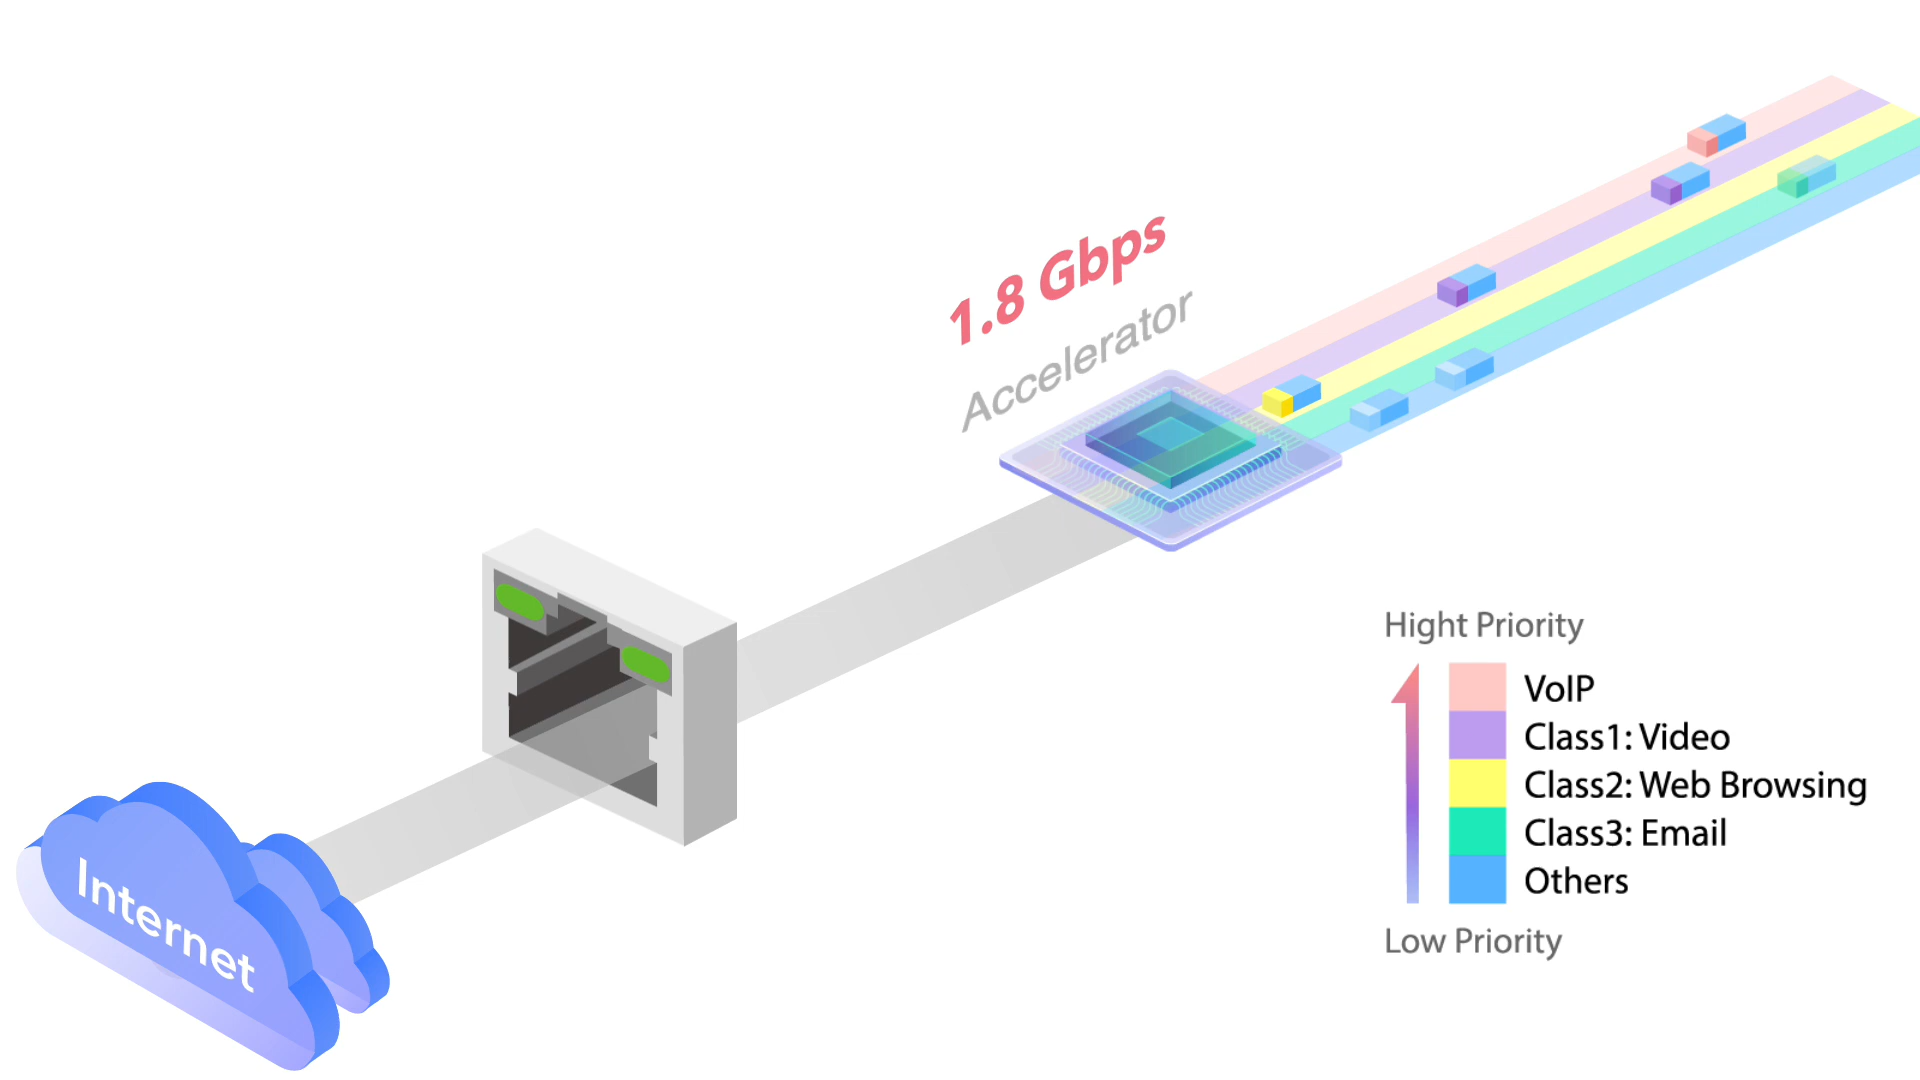 1.8 Gbps
Accelerator
Internet
Hight Priority
VoIP
Class1: Video
Class2: Web Browsing
Class3: Email
Others
Low Priority